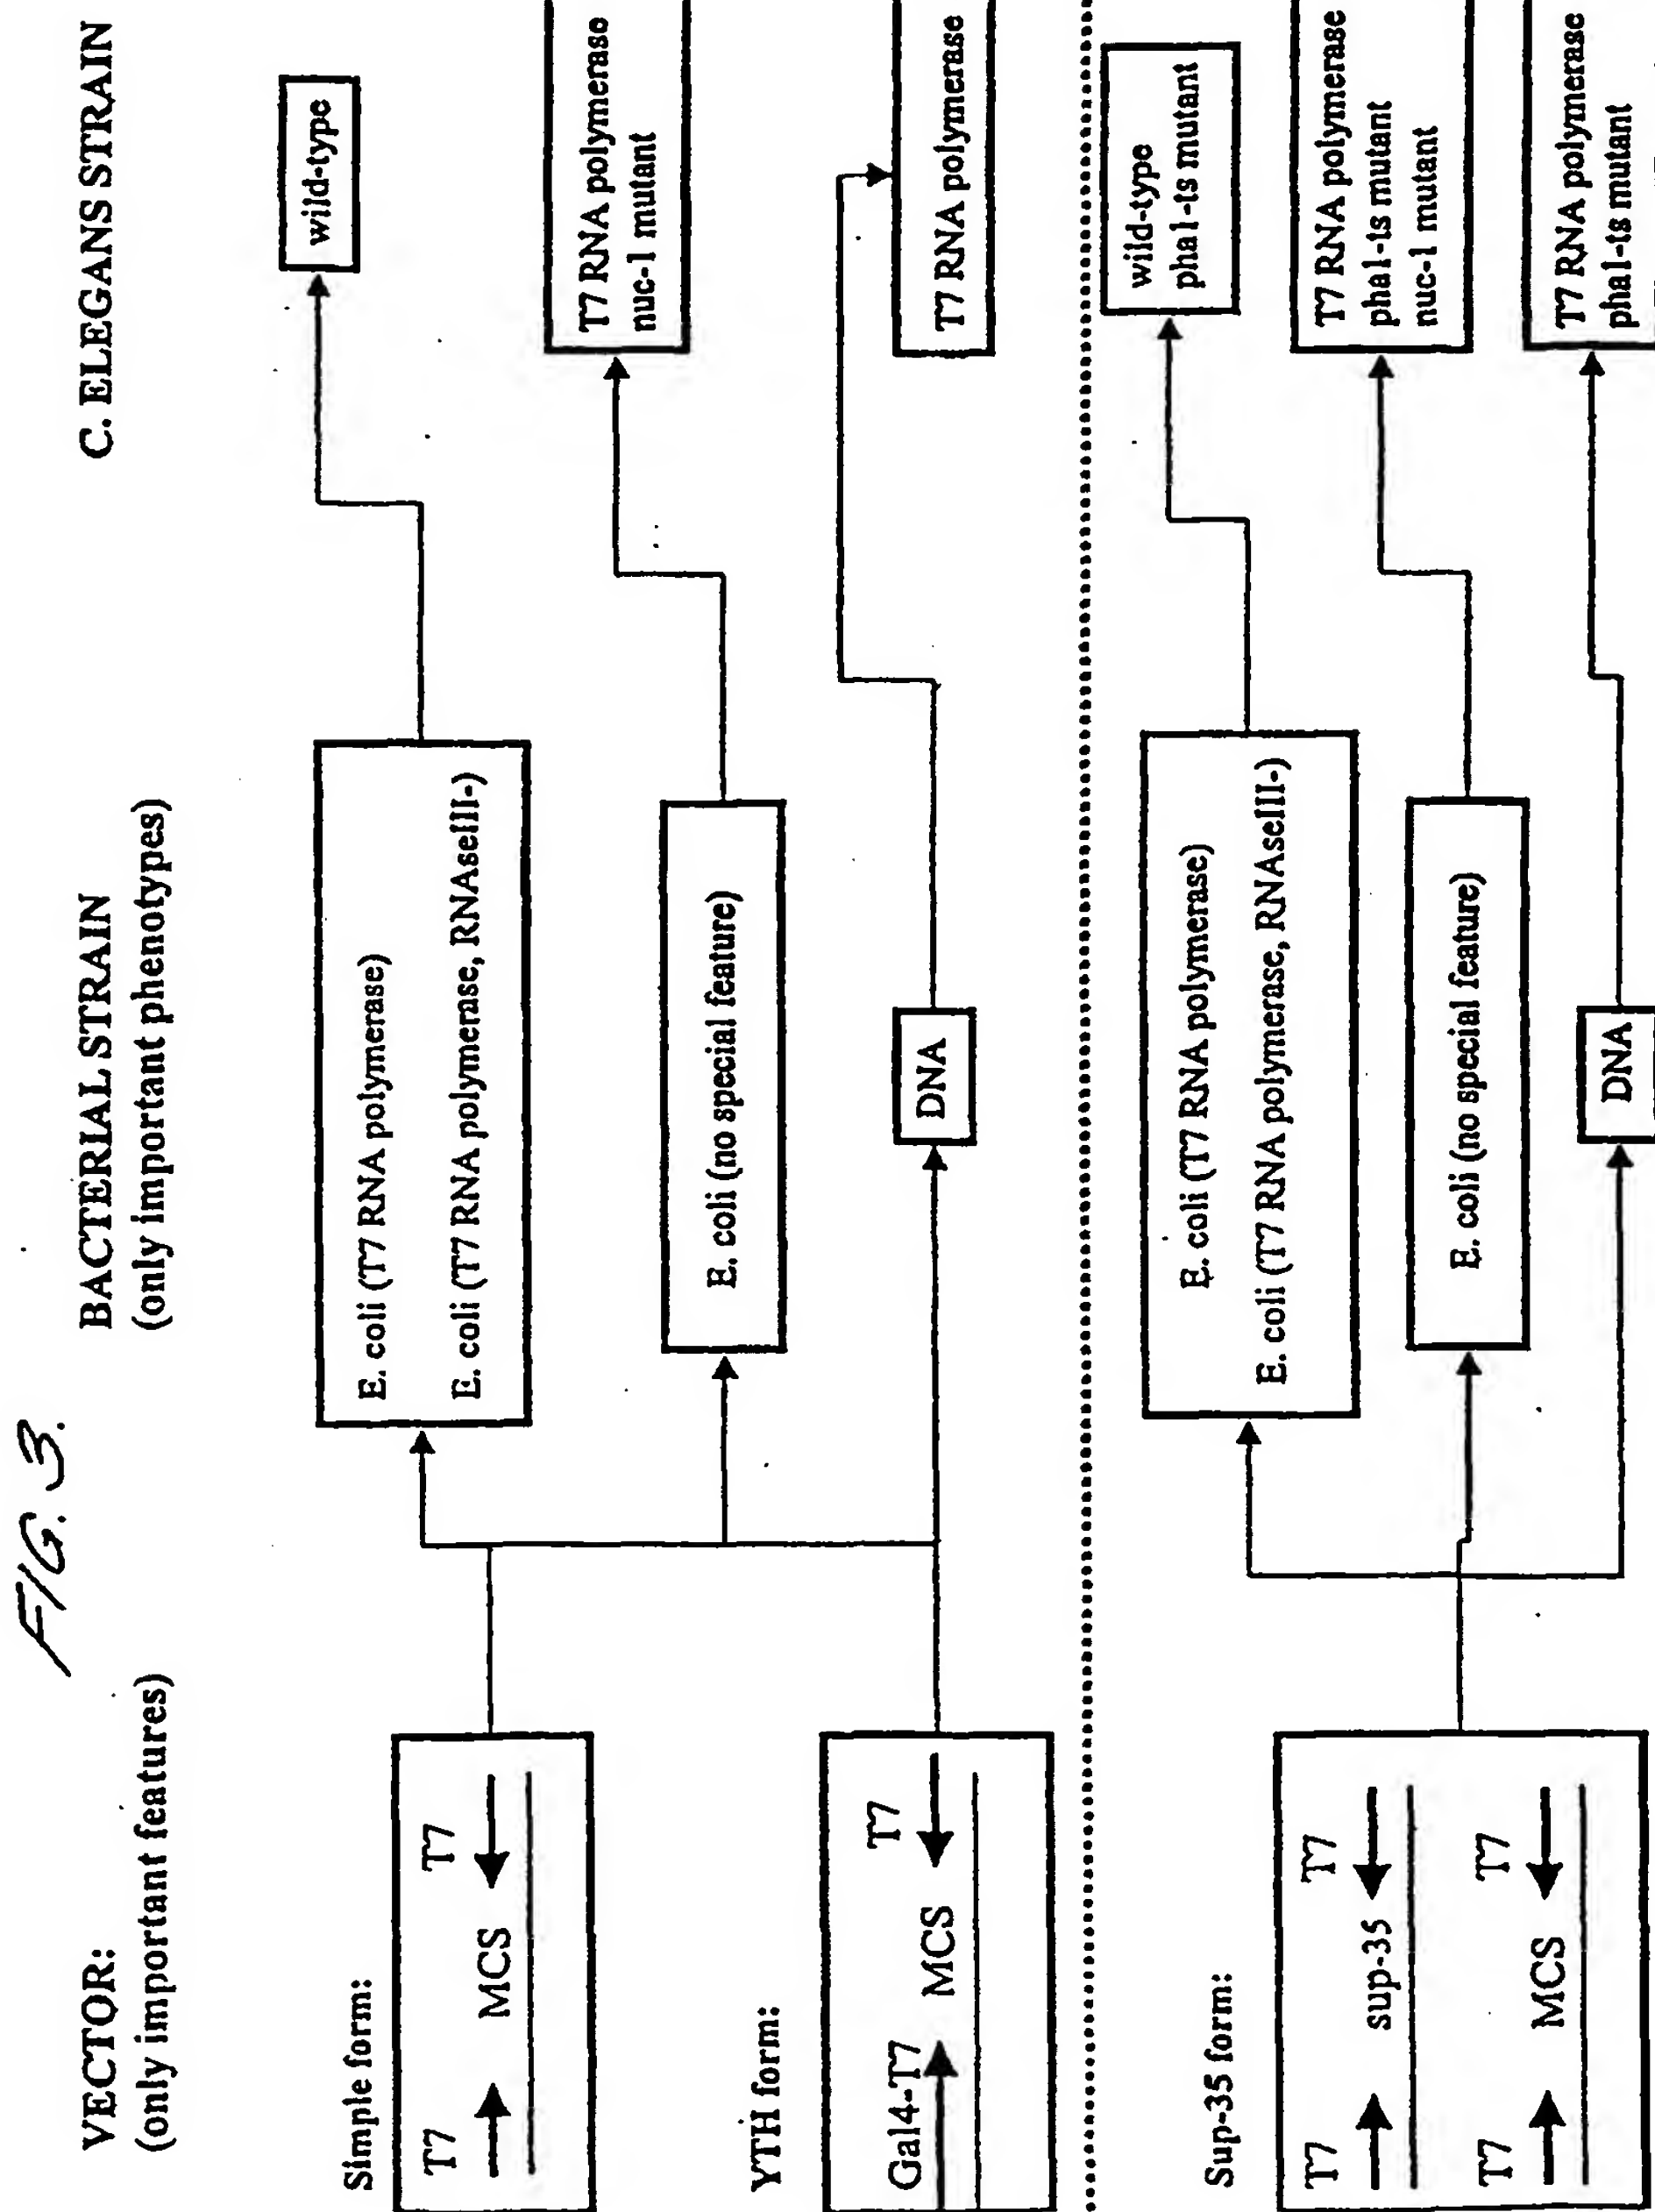 FIG. 3.
VECTOR:
(only important features)
BACTERIAL STRAIN
(only important phenotypes)
C. ELEGANS STRAIN
Simple form:
T7
T7
MCS
E. coli (T7 RNA polymerase)
E. coli (T7 RNA polymerase, RNAseIII-)
wild-type
E. coli (no special feature)
T7 RNA polymerase
nuc-1 mutant
YTH form:
Gal4-T7
T7
MCS
DNA
T7 RNA polymerase
Sup-35 form:
T7
T7
sup-35
T7
T7
MCS
E. coli (T7 RNA polymerase)
E. coli (T7 RNA polymerase, RNAseIII-)
wild-type
pha1-ts mutant
E. coli (no special feature)
T7 RNA polymerase
pha1-ts mutant
nuc-1 mutant
DNA
T7 RNA polymerase
pha1-ts mutant